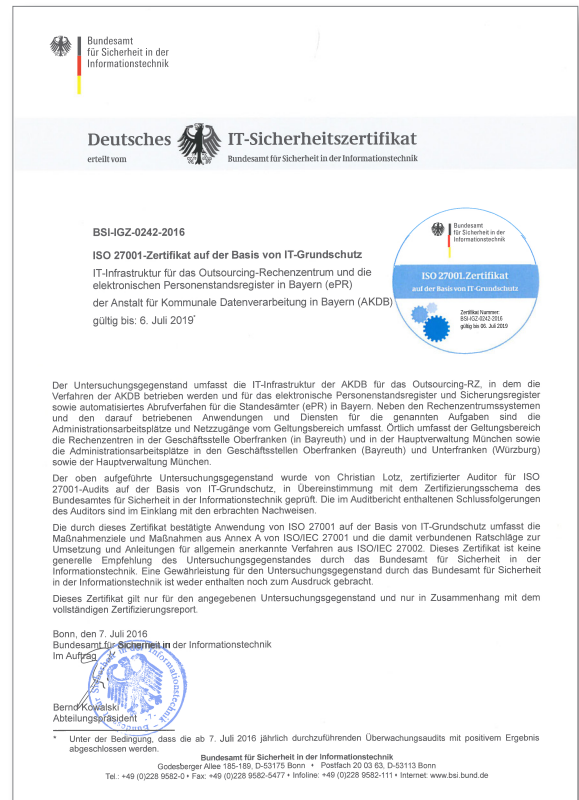 Bundesamt
für Sicherheit in der
Informationstechnik
Deutsches IT-Sicherheitszertifikat
erteilt vom Bundesamt für Sicherheit in der Informationstechnik
BSI-IGZ-0242-2016
ISO 27001-Zertifikat auf der Basis von IT-Grundschutz
IT-Infrastruktur für das Outsourcing-Rechenzentrum und die
elektronischen Personenstandsregister in Bayern (ePR)
der Anstalt für Kommunale Datenverarbeitung in Bayern (AKDB)
gültig bis: 6. Juli 2019*
Bundesamt
für Sicherheit in der
Informationstechnik
ISO 27001-Zertifikat
auf der Basis von IT-Grundschutz
Zertifikat Nummer:
BSI-IGZ-0242-2016
gültig bis 06. Juli 2019
Der Untersuchungsgegenstand umfasst die IT-Infrastruktur der AKDB für das Outsourcing-RZ, in dem die
Verfahren der AKDB betrieben werden und für das elektronische Personenstandsregister und Sicherungsregister
sowie automatisiertes Abrufverfahen für die Standesämter (ePR) in Bayern. Neben den Rechenzentrumssystemen
und den darauf betriebenen Anwendungen und Diensten für die genannten Aufgaben sind die
Administrationsarbeitsplätze und Netzzugänge vom Geltungsbereich umfasst. Örtlich umfasst der Geltungsbereich
die Rechenzentren in der Geschäftsstelle Oberfranken (in Bayreuth) und in der Hauptverwaltung München sowie
die Administrationsarbeitsplätze in den Geschäftsstellen Oberfranken (Bayreuth) und Unterfranken (Würzburg)
sowie der Hauptverwaltung München.
Der oben aufgeführte Untersuchungsgegenstand wurde von Christian Lotz, zertifizierter Auditor für ISO
27001-Audits auf der Basis von IT-Grundschutz, in Übereinstimmung mit dem Zertifizierungsschema des
Bundesamtes für Sicherheit in der Informationstechnik geprüft. Die im Auditbericht enthaltenen Schlussfolgerungen
des Auditors sind im Einklang mit den erbrachten Nachweisen.
Die durch dieses Zertifikat bestätigte Anwendung von ISO 27001 auf der Basis von IT-Grundschutz umfasst die
Maßnahmenziele und Maßnahmen aus Annex A von ISO/IEC 27001 und die damit verbundenen Ratschläge zur
Umsetzung und Anleitungen für allgemein anerkannte Verfahren aus ISO/IEC 27002. Dieses Zertifikat ist keine
generelle Empfehlung des Untersuchungsgegenstandes durch das Bundesamt für Sicherheit in der
Informationstechnik. Eine Gewährleistung für den Untersuchungsgegenstand durch das Bundesamt für Sicherheit
in der Informationstechnik ist weder enthalten noch zum Ausdruck gebracht.
Dieses Zertifikat gilt nur für den angegebenen Untersuchungsgegenstand und nur in Zusammenhang mit dem
vollständigen Zertifizierungsreport.
Bonn, den 7. Juli 2016
Bundesamt für Sicherheit in der Informationstechnik
Im Auftrag
Bernd Kowalski
Abteilungspräsident
* Unter der Bedingung, dass die ab 7. Juli 2016 jährlich durchzuführenden Überwachungsaudits mit positivem Ergebnis
abgeschlossen werden.
Bundesamt für Sicherheit in der Informationstechnik
Godesberger Allee 185-189, D-53175 Bonn • Postfach 20 03 63, D-53113 Bonn
Tel.: +49 (0)228 9582-0 • Fax: +49 (0)228 9582-5477 • Infoline: +49 (0)228 9582-111 • Internet: www.bsi.bund.de